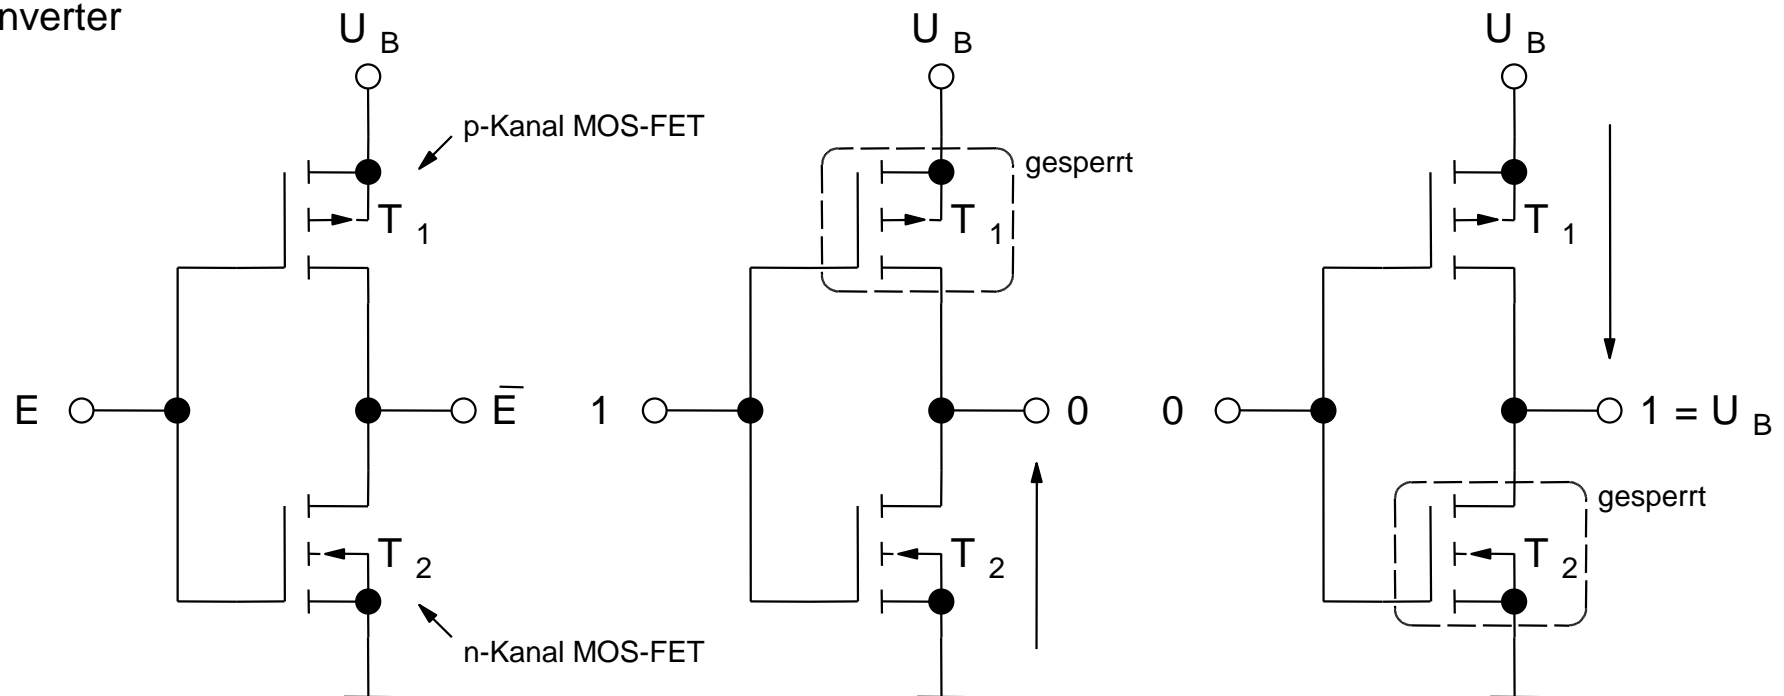 nverter
U B
U B
U B
p-Kanal MOS-FET
gesperrt
T 1
T 1
T 1
E
E̅
1
0
0
1 = U B
gesperrt
T 2
T 2
T 2
n-Kanal MOS-FET